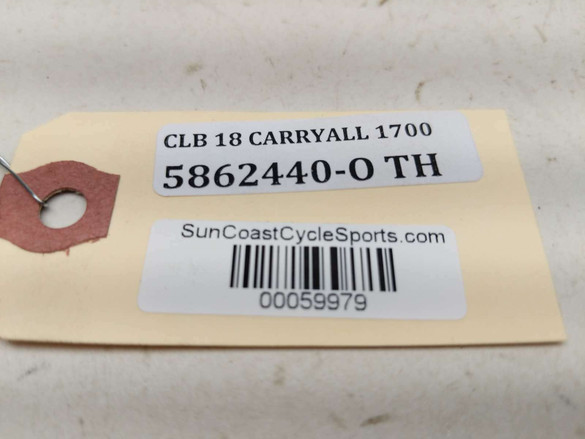 CLB 18 CARRYALL 1700
5862440-O TH
SunCoastCycleSports.com
00059979